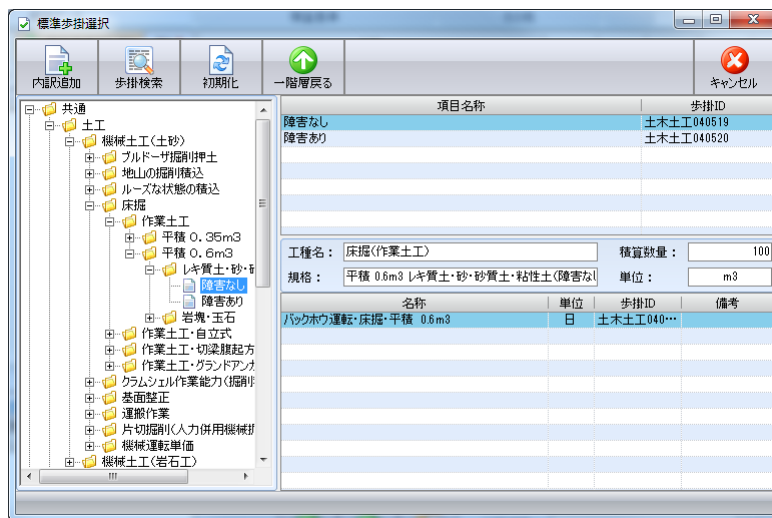 標準歩掛選択
内訳追加
歩掛検索
初期化
一階層戻る
キャンセル
共通
土工
機械土工(土砂)
ブルドーザ掘削押土
地山の掘削積込
ルーズな状態の積込
床掘
作業土工
平積0.35m3
平積0.6m3
レキ質土・砂・
障害なし
障害あり
岩塊・玉石
作業土工・自立式
作業土工・切梁腹起方
作業土工・グランドアンカ
クラムシェル作業能力(掘削
基面整正
運搬作業
片切掘削(人力併用機械
機械運転単価
機械土工(岩石工)
項目名称 歩掛ID
障害なし 土木土工040519
障害あり 土木土工040520
工種名： 床掘(作業土工) 積算数量： 100
規格： 平積 0.6m3 レキ質土・砂・砂質土・粘性土(障害な 単位： m3
名称 単位 歩掛ID 備考
バックホウ運転・床掘・平積 0.6m3 日 土木土工040…